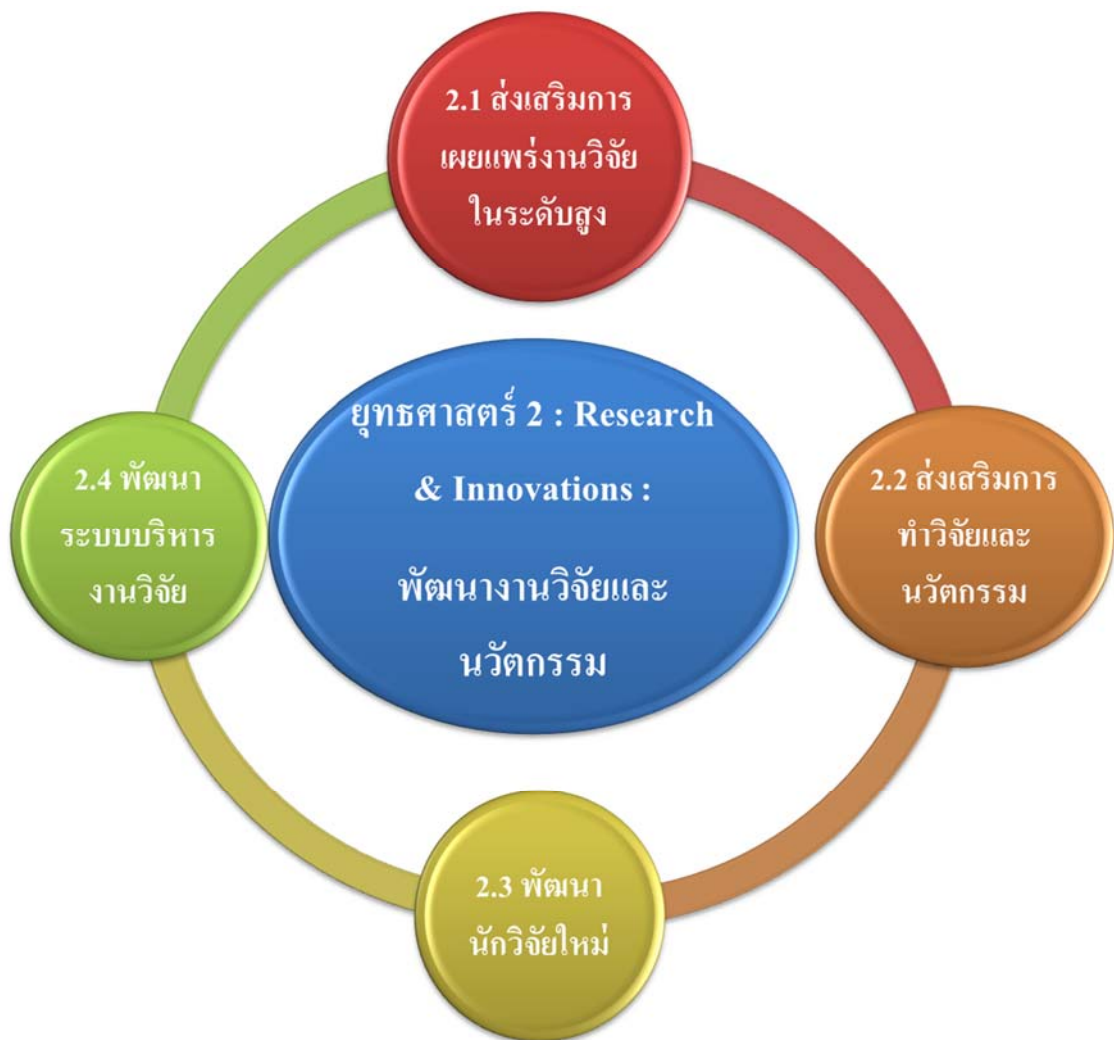 2.1 ส่งเสริมการ
เผยแพร่งานวิจัย
ในระดับสูง
ยุทธศาสตร์ 2 : Research
& Innovations :
พัฒนางานวิจัยและ
นวัตกรรม
2.2 ส่งเสริมการ
ทำวิจัยและ
นวัตกรรม
2.3 พัฒนา
นักวิจัยใหม่
2.4 พัฒนา
ระบบบริหาร
งานวิจัย